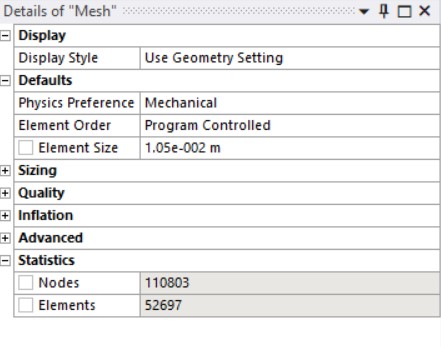 Details of "Mesh"
Display
Display Style Use Geometry Setting
Defaults
Physics Preference Mechanical
Element Order Program Controlled
Element Size 1.05e-002 m
Sizing
Quality
Inflation
Advanced
Statistics
Nodes 110803
Elements 52697